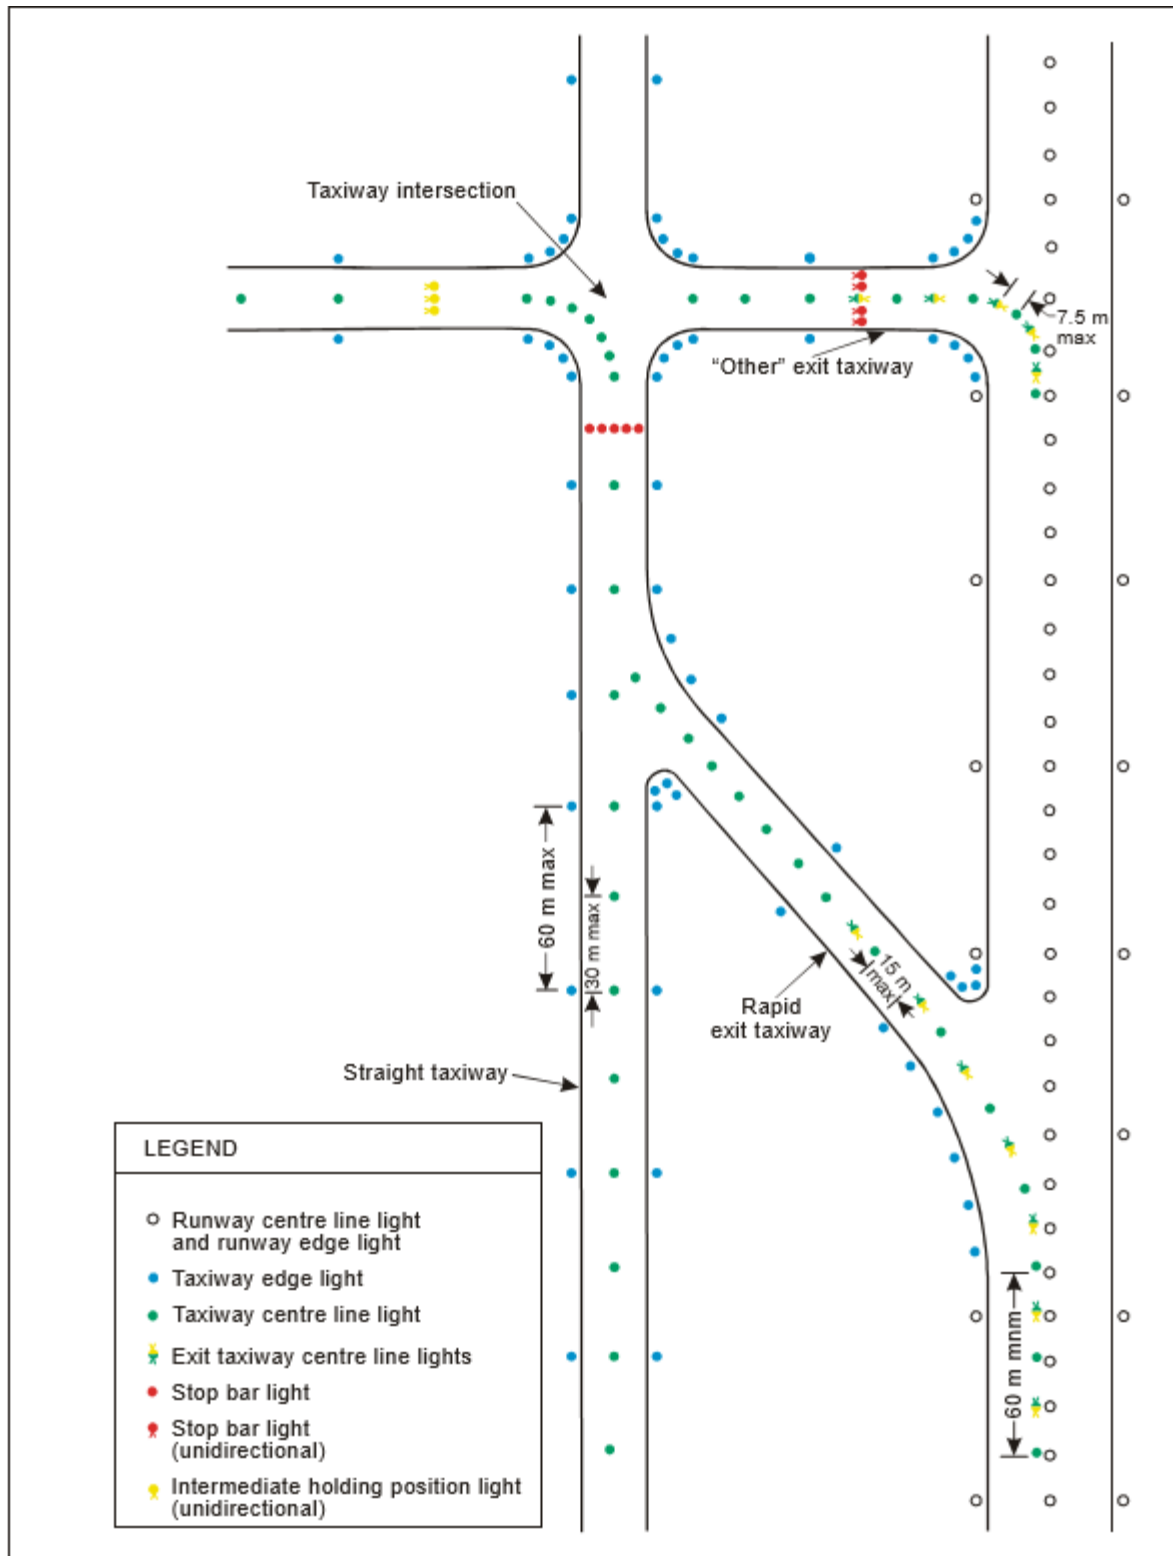 Taxiway intersection
7.5 m
max
"Other" exit taxiway
60 m max
30 m max
15 m
max
Rapid
exit taxiway
Straight taxiway
60 m mnm
LEGEND
Runway centre line light
and runway edge light
Taxiway edge light
Taxiway centre line light
Exit taxiway centre line lights
Stop bar light
Stop bar light
(unidirectional)
Intermediate holding position light
(unidirectional)